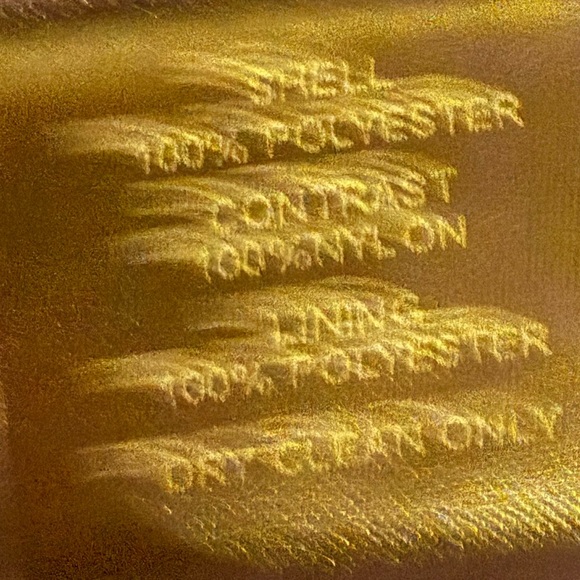 SHELL
100% POLYESTER
CONTRAST
100% NYLON
LINING
100% POLYESTER
DRY CLEAN ONLY